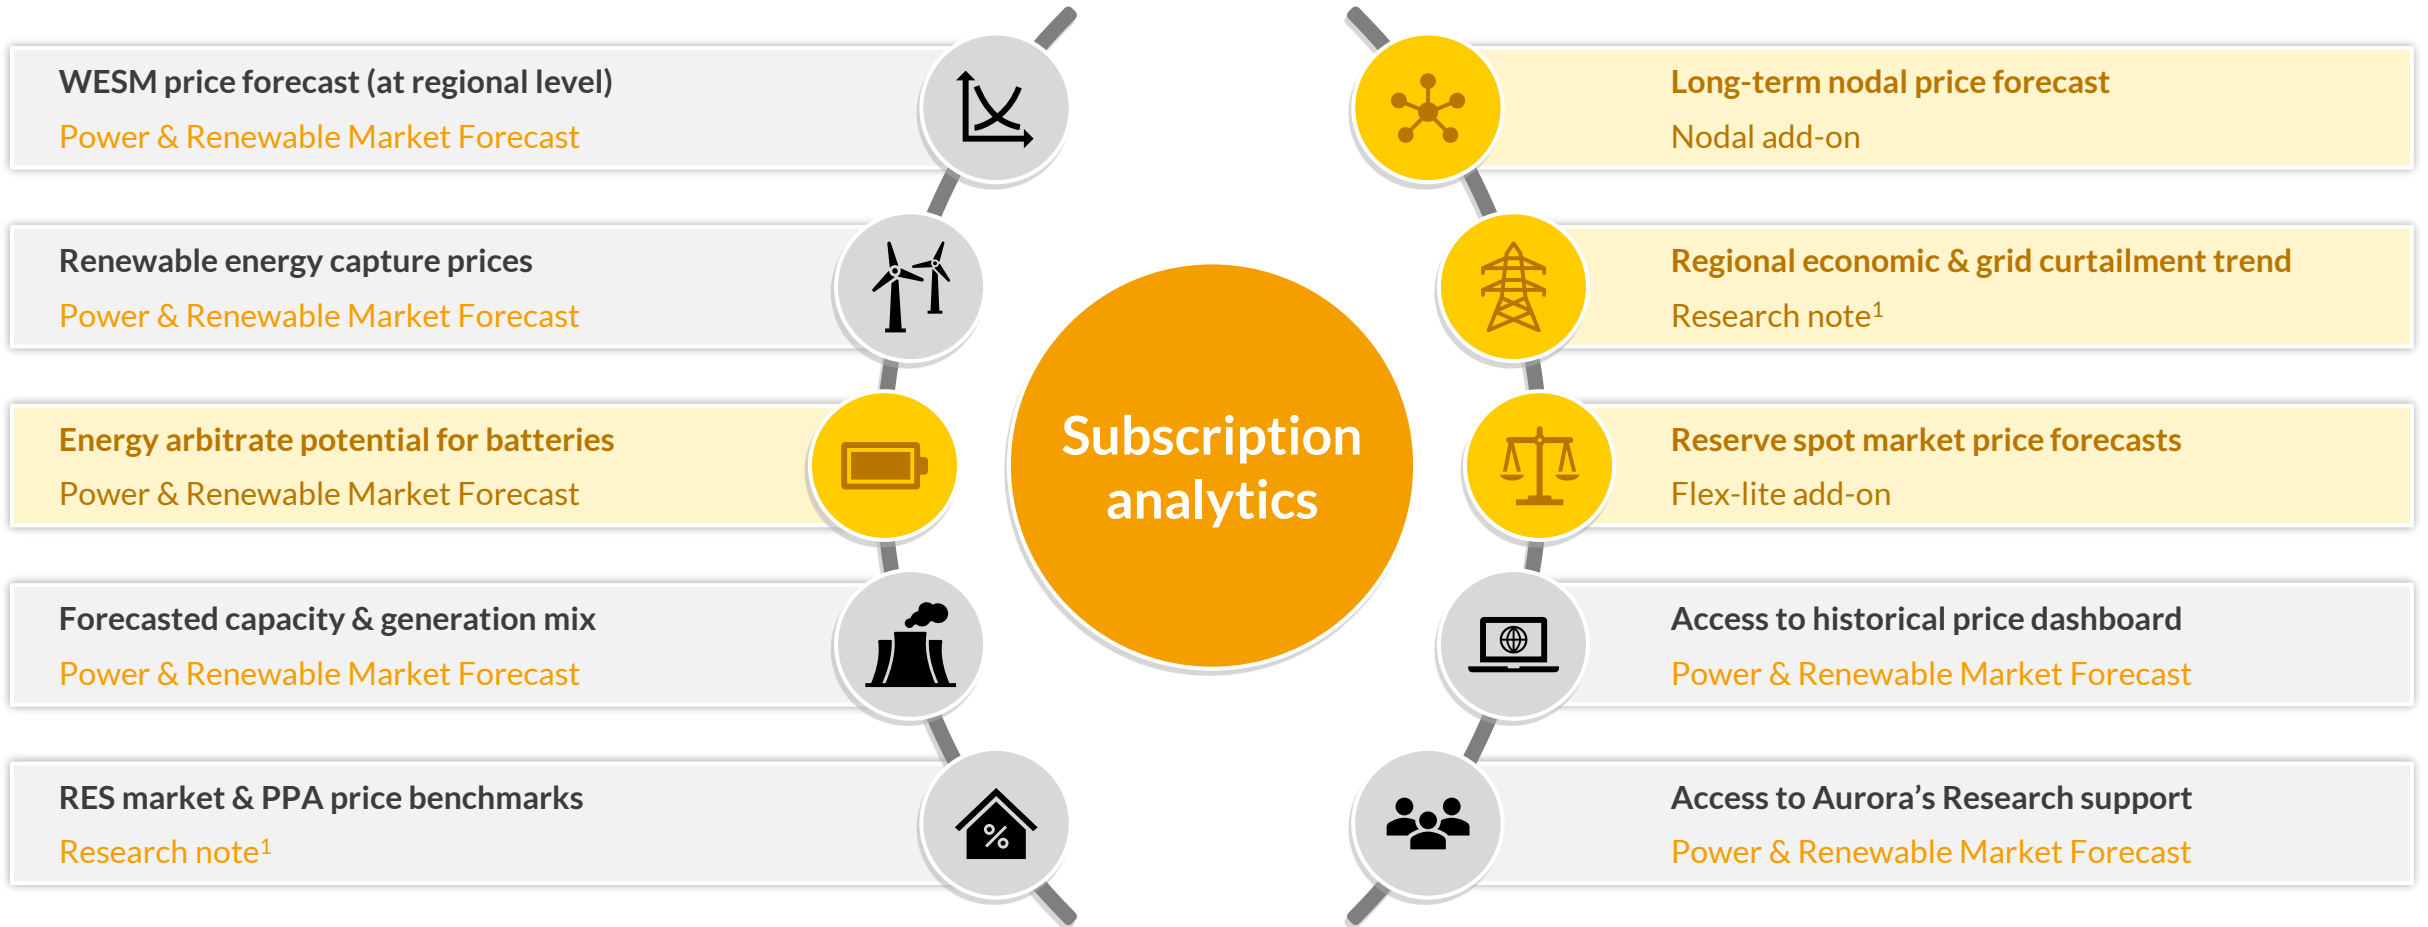 WESM price forecast (at regional level)
Power & Renewable Market Forecast
Renewable energy capture prices
Power & Renewable Market Forecast
Energy arbitrate potential for batteries
Power & Renewable Market Forecast
Forecasted capacity & generation mix
Power & Renewable Market Forecast
RES market & PPA price benchmarks
Research note¹
Subscription
analytics
Long-term nodal price forecast
Nodal add-on
Regional economic & grid curtailment trend
Research note¹
Reserve spot market price forecasts
Flex-lite add-on
Access to historical price dashboard
Power & Renewable Market Forecast
Access to Aurora’s Research support
Power & Renewable Market Forecast